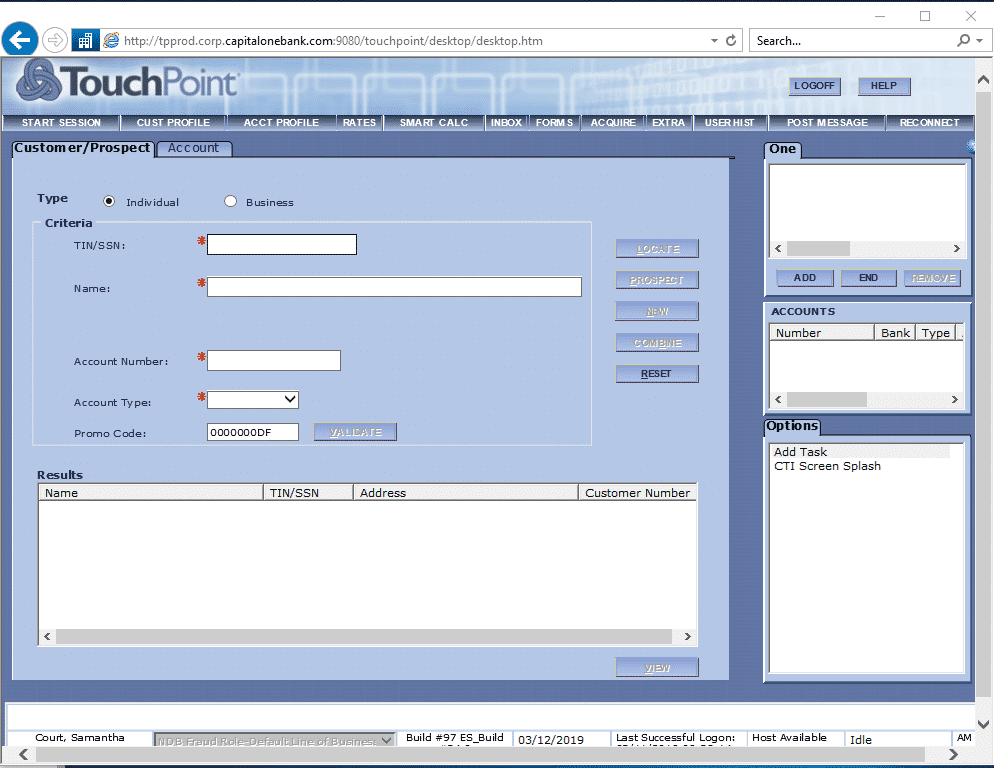 http://tpprod.corp.capitalonebank.com:9080/touchpoint/desktop/desktop.htm
Search...
TouchPoint
LOGOFF HELP
START SESSION CUST PROFILE ACCT PROFILE RATES SMART CALC INBOX FORMS ACQUIRE EXTRA USER HIST POST MESSAGE RECONNECT
Customer/Prospect Account
Type Individual Business
Criteria
TIN/SSN: *
Name: *
Account Number: *
Account Type: *
Promo Code: 0000000DF VALIDATE
LOCATE
PROSPECT
NEW
COMBINE
RESET
Results
Name TIN/SSN Address Customer Number
VIEW
One
ADD END REMOVE
ACCOUNTS
Number Bank Type
Options
Add Task
CTI Screen Splash
Court, Samantha NDB Fraud Role-Default Line of Business Build #97 ES_Build 03/12/2019 Last Successful Logon: Host Available Idle AM